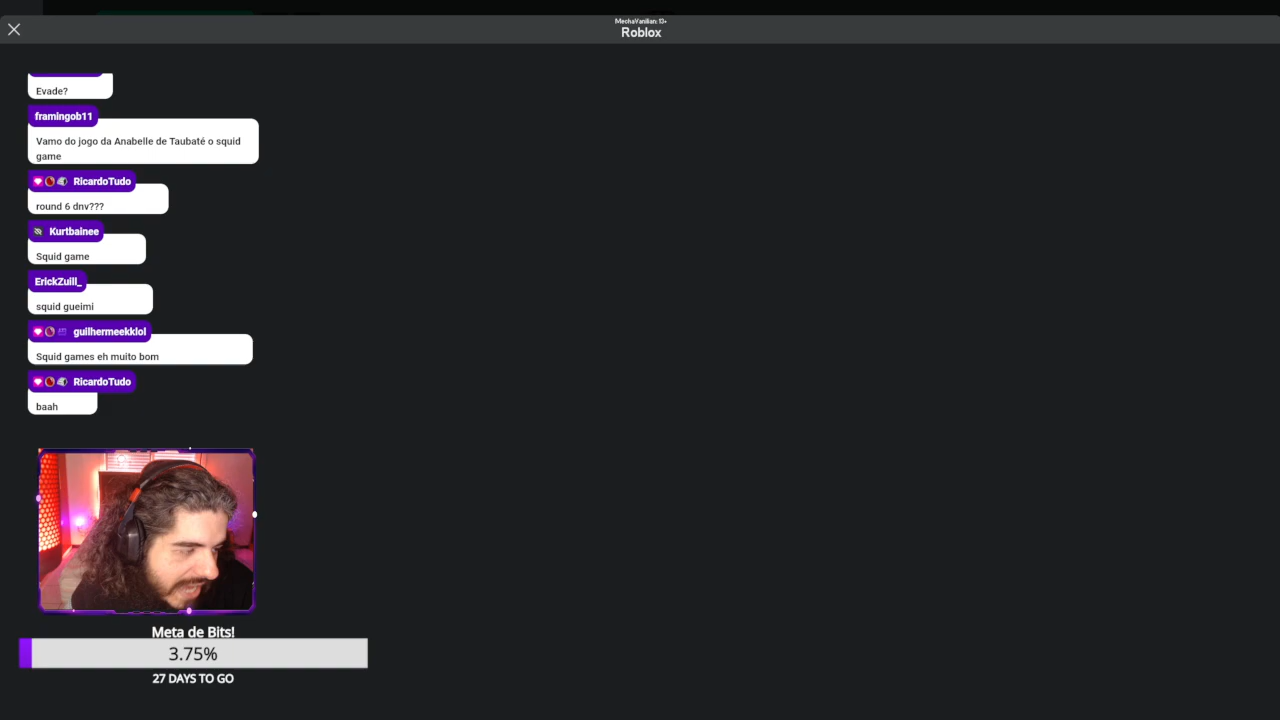 MechaVanilian: 13+
Roblox
Evade?
framingob11
Vamo do jogo da Anabelle de Taubaté o squid
game
RicardoTudo
round 6 dnv???
Kurtbainee
Squid game
ErickZuill_
squid gueimi
guilhermeekklol
Squid games eh muito bom
RicardoTudo
baah
Meta de Bits!
3.75%
27 DAYS TO GO